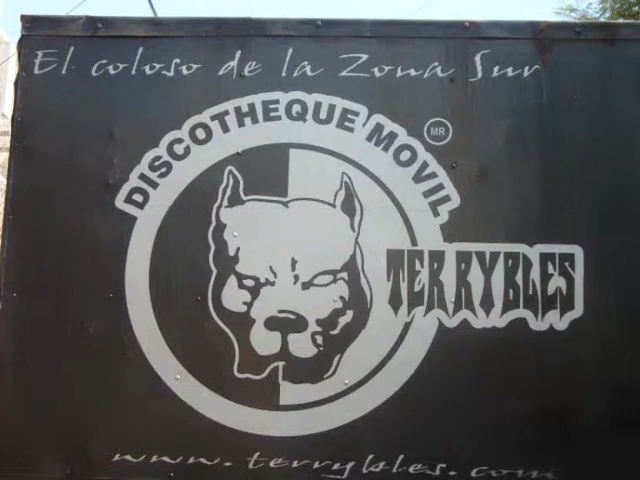 El coloso de la Zona Sur
DISCOTHEQUE MOVIL
MR
TERRYBLES
www.terrybles.com